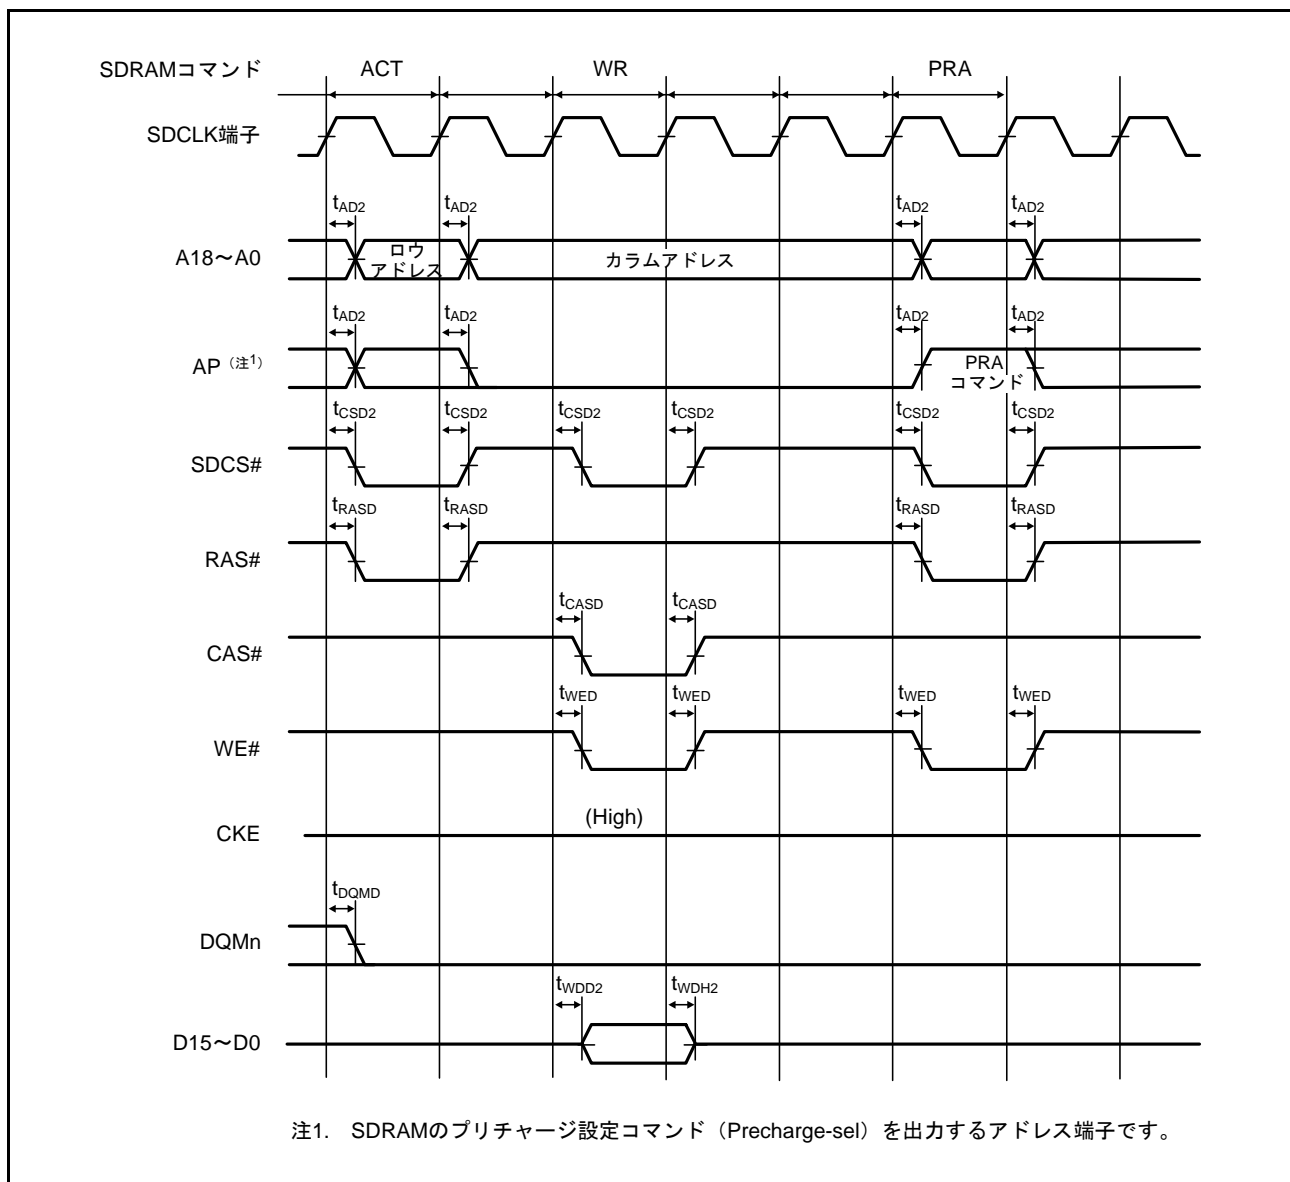 SDRAMコマンド ACT WR PRA
SDCLK端子
tAD2 tAD2 tAD2 tAD2
A18～A0 ロウ アドレス カラムアドレス
tAD2 tAD2 tAD2 tAD2
AP（注1） PRA コマンド
tCSD2 tCSD2 tCSD2 tCSD2 tCSD2 tCSD2
SDCS#
tRASD tRASD tRASD tRASD
RAS#
tCASD tCASD
CAS#
tWED tWED tWED tWED
WE#
(High)
CKE
tDQMD
DQMn
tWDD2 tWDH2
D15～D0
注1. SDRAMのプリチャージ設定コマンド（Precharge-sel）を出力するアドレス端子です。